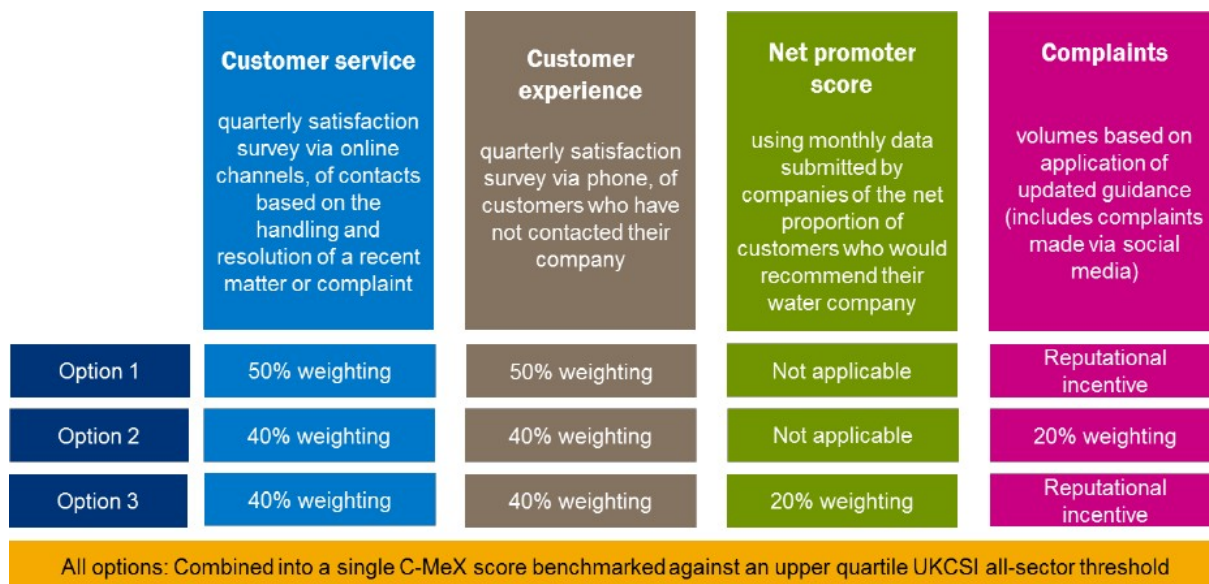 Customer service
quarterly satisfaction
survey via online
channels, of contacts
based on the
handling and
resolution of a recent
matter or complaint
Customer
experience
quarterly satisfaction
survey via phone, of
customers who have
not contacted their
company
Net promoter
score
using monthly data
submitted by
companies of the net
proportion of
customers who would
recommend their
water company
Complaints
volumes based on
application of
updated guidance
(includes complaints
made via social
media)
Option 1
50% weighting
50% weighting
Not applicable
Reputational
incentive
Option 2
40% weighting
40% weighting
Not applicable
20% weighting
Option 3
40% weighting
40% weighting
20% weighting
Reputational
incentive
All options: Combined into a single C-MeX score benchmarked against an upper quartile UKCSI all-sector threshold